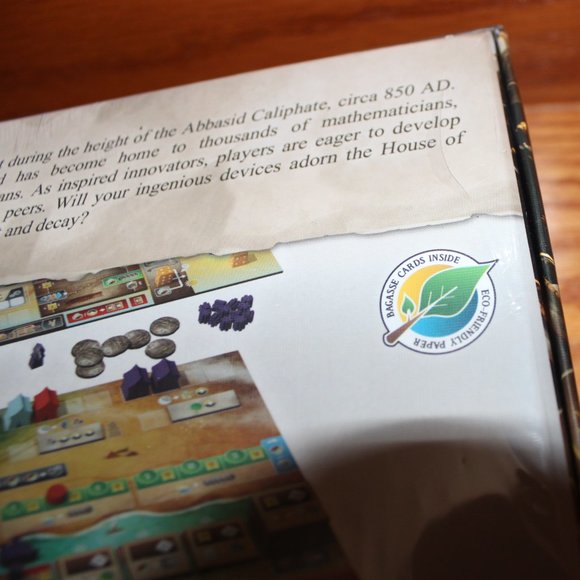 during the height of the Abbasid Caliphate, circa 850 AD.
has become home to thousands of mathematicians,
As inspired innovators, players are eager to develop
peers. Will your ingenious devices adorn the House of
and decay?
BAGASSE CARDS INSIDE
ECO-FRIENDLY PAPER